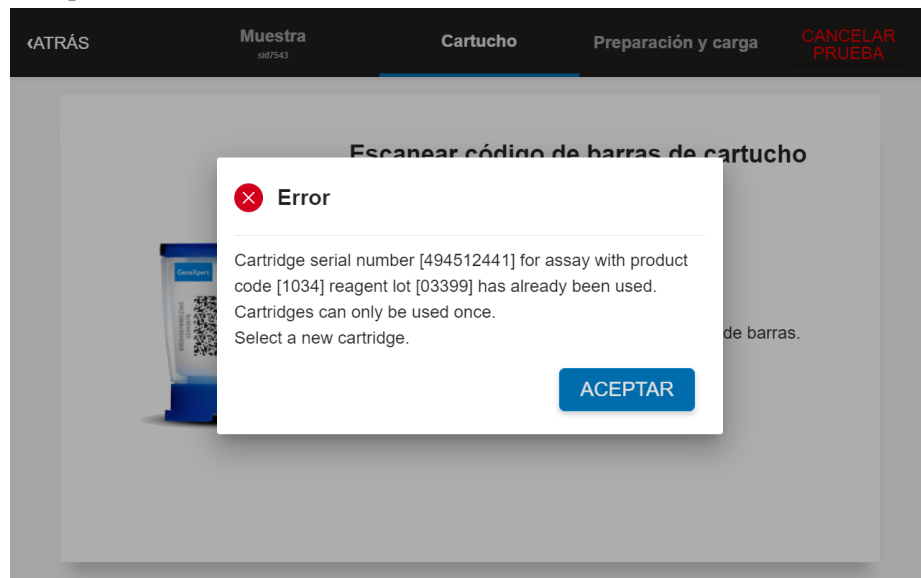 ‹ATRÁS
Muestra
sid7543
Cartucho
Preparación y carga
CANCELAR
PRUEBA
Escanear código de barras de cartucho
Error
Cartridge serial number [494512441] for assay with product
code [1034] reagent lot [03399] has already been used.
Cartridges can only be used once.
Select a new cartridge.
de barras.
ACEPTAR
GeneXpert